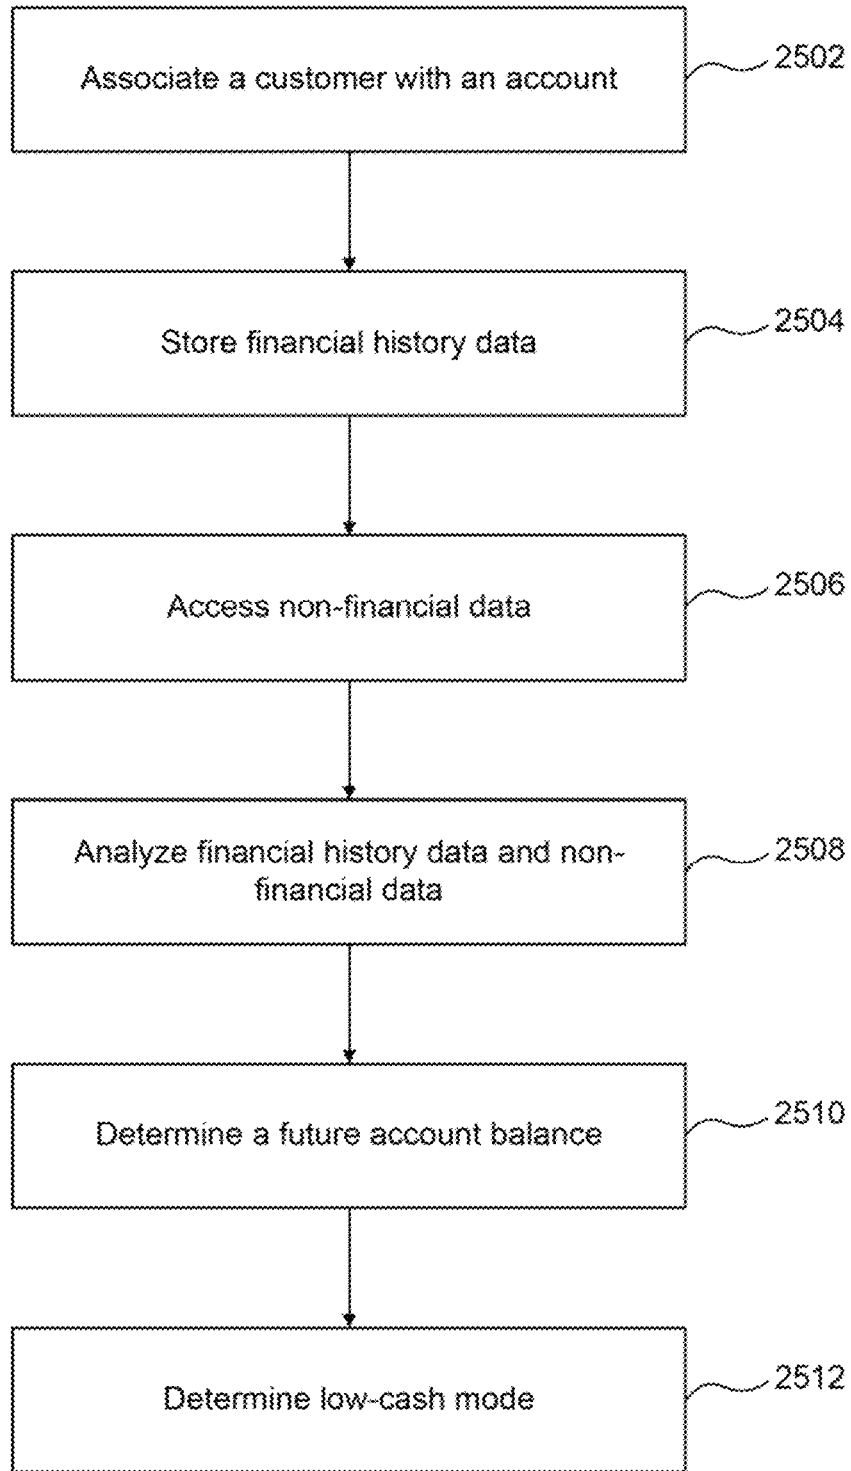 Associate a customer with an account
2502
Store financial history data
2504
Access non-financial data
2506
Analyze financial history data and non-
financial data
2508
Determine a future account balance
2510
Determine low-cash mode
2512